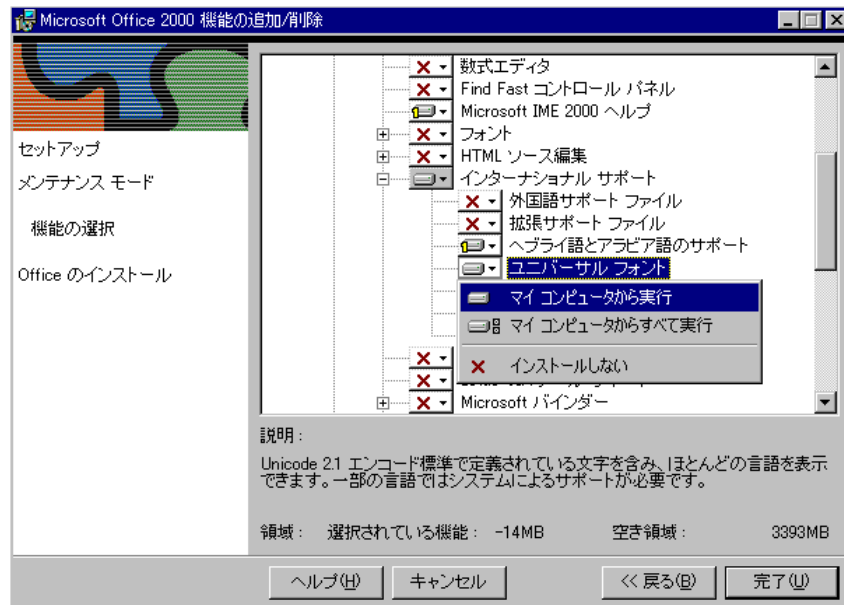 Microsoft Office 2000 機能の追加/削除
セットアップ
メンテナンス モード
機能の選択
Office のインストール
数式エディタ
Find Fast コントロール パネル
Microsoft IME 2000 ヘルプ
フォント
HTML ソース編集
インターナショナル サポート
外国語サポート ファイル
拡張サポート ファイル
ヘブライ語とアラビア語のサポート
ユニバーサル フォント
マイ コンピュータから実行
マイ コンピュータからすべて実行
インストールしない
Microsoft バインダー
説明:
Unicode 2.1 エンコード標準で定義されている文字を含み、ほとんどの言語を表示
できます。一部の言語ではシステムによるサポートが必要です。
領域: 選択されている機能: -14MB 空き領域: 3393MB
ヘルプ(H) キャンセル << 戻る(B) 完了(U)